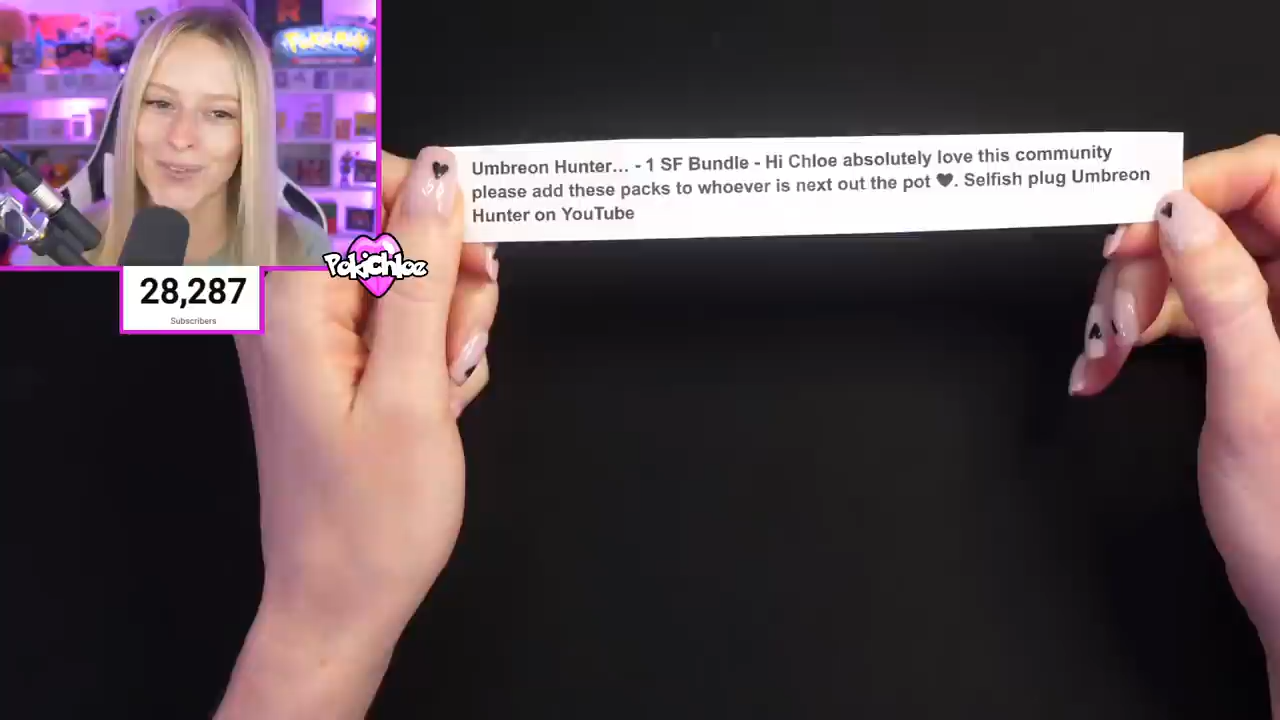 Umbreon Hunter... - 1 SF Bundle - Hi Chloe absolutely love this community
please add these packs to whoever is next out the pot 🖤. Selfish plug Umbreon
Hunter on YouTube
PokiChloe
28,287
Subscribers